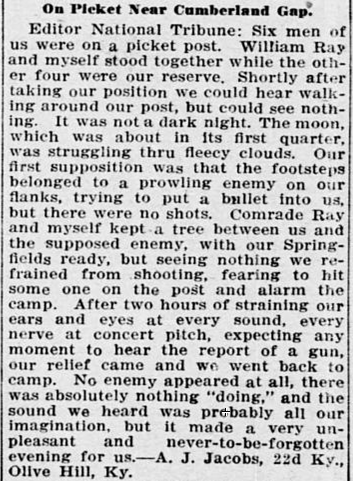 On Picket Near Cumberland Gap.
Editor National Tribune: Six men of
us were on a picket post. William Ray
and myself stood together while the oth-
er four were our reserve. Shortly after
taking our position we could hear walk-
ing around our post, but could see noth-
ing. It was not a dark night. The moon,
which was about in its first quarter,
was struggling thru fleecy clouds. Our
first supposition was that the footsteps
belonged to a prowling enemy on our
flanks, trying to put a bullet into us,
but there were no shots. Comrade Ray
and myself kept a tree between us and
the supposed enemy, with our Spring-
fields ready, but seeing nothing we re-
frained from shooting, fearing to hit
some one on the post and alarm the
camp. After two hours of straining our
ears and eyes at every sound, every
nerve at concert pitch, expecting any
moment to hear the report of a gun,
our relief came and we went back to
camp. No enemy appeared at all, there
was absolutely nothing "doing," and the
sound we heard was probably all our
imagination, but it made a very un-
pleasant and never-to-be-forgotten
evening for us.—A. J. Jacobs, 22d Ky.,
Olive Hill, Ky.